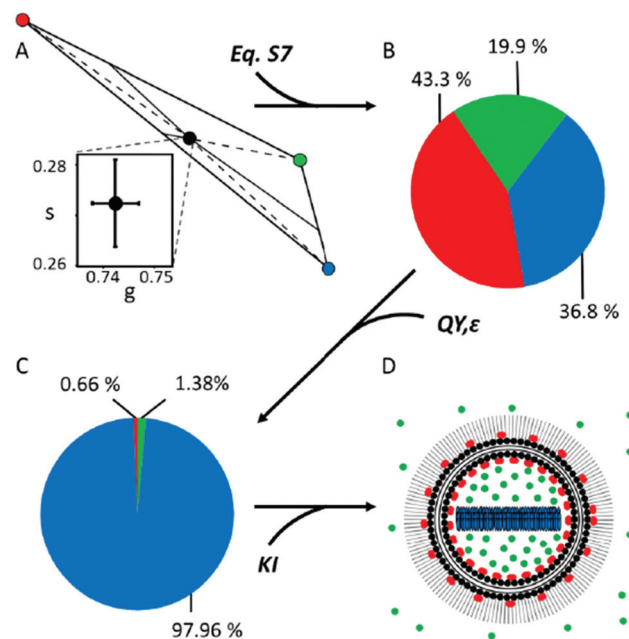 A
Eq. S7
B
19.9 %
43.3 %
36.8 %
0.28
s
0.26
0.74
0.75
g
QY,ε
C
D
0.66 %
1.38%
97.96 %
KI